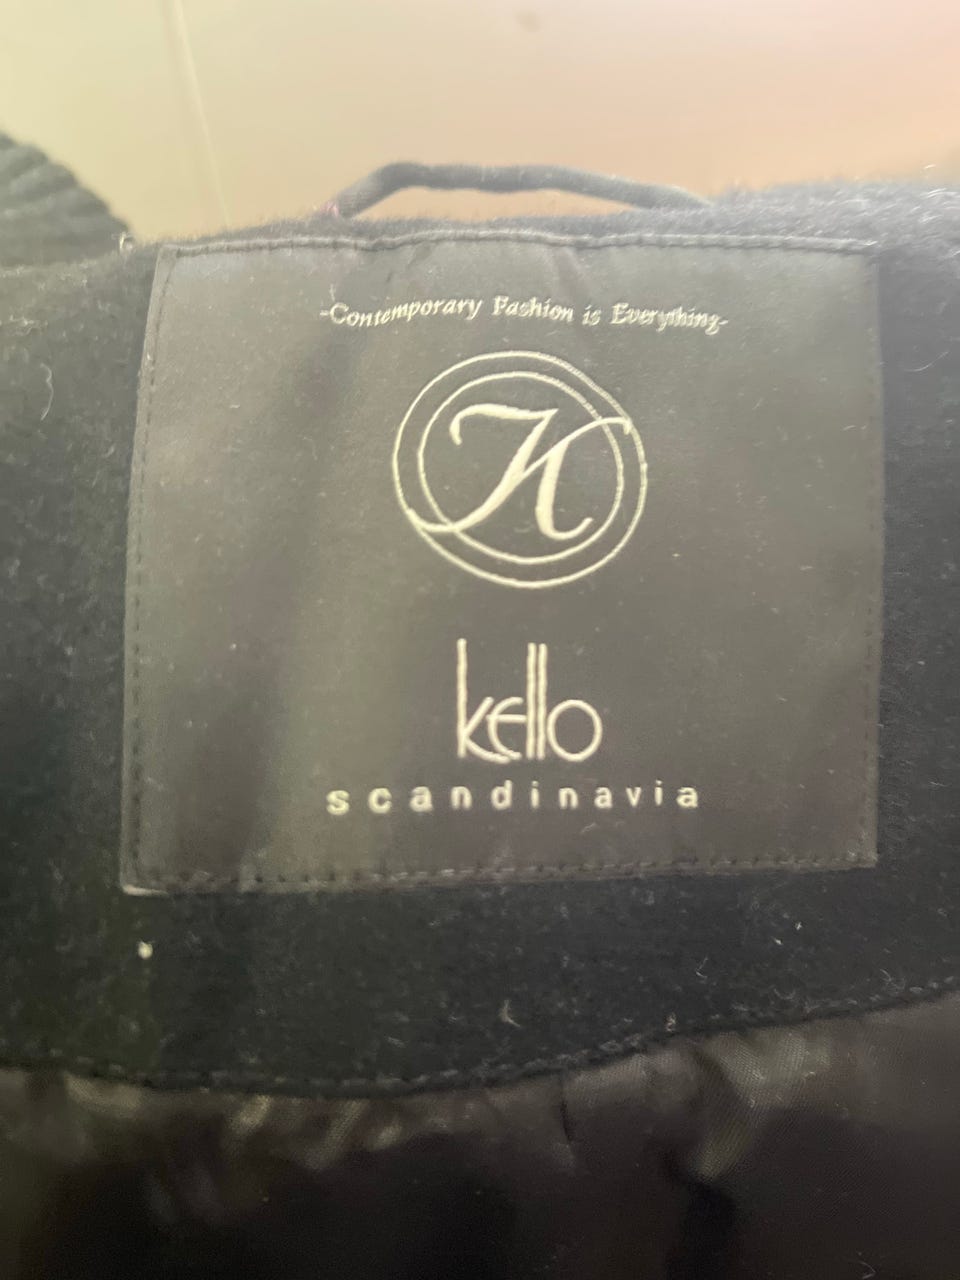 -Contemporary Fashion is Everything-
K
kello
scandinavia